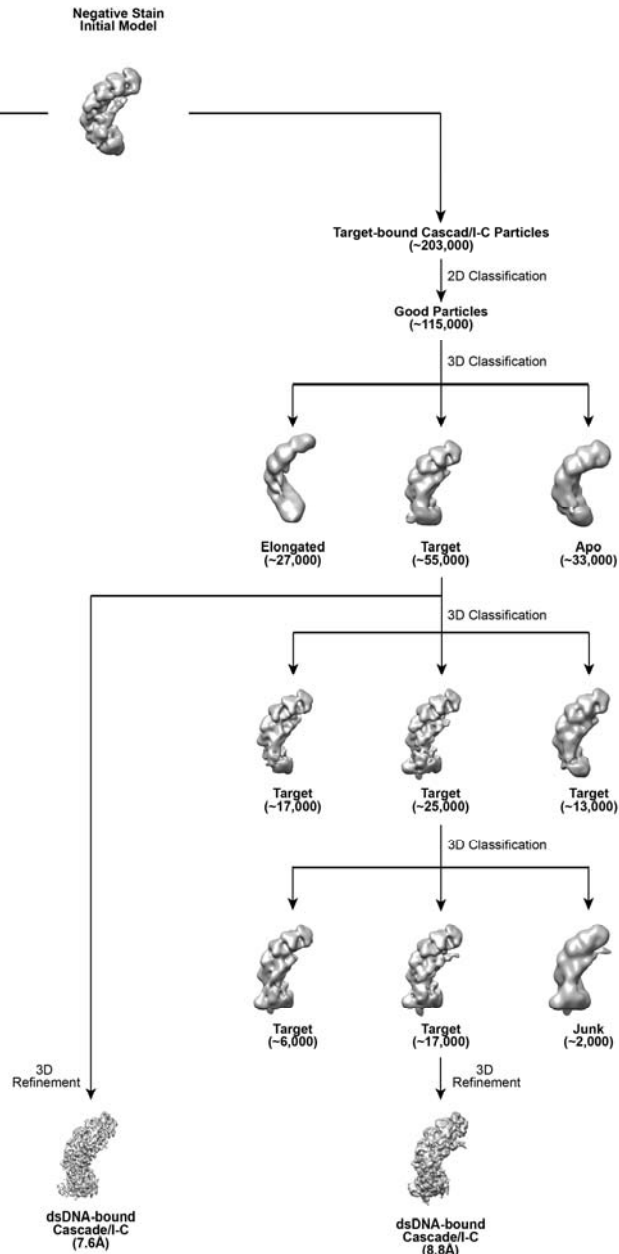 Negative Stain
Initial Model
Target-bound Cascad/I-C Particles
(~203,000)
2D Classification
Good Particles
(~115,000)
3D Classification
Elongated
(~27,000)
Target
(~55,000)
Apo
(~33,000)
3D Classification
Target
(~17,000)
Target
(~25,000)
Target
(~13,000)
3D Classification
Target
(~6,000)
Target
(~17,000)
Junk
(~2,000)
3D
Refinement
3D
Refinement
dsDNA-bound
Cascade/I-C
(7.6Å)
dsDNA-bound
Cascade/I-C
(8.8Å)